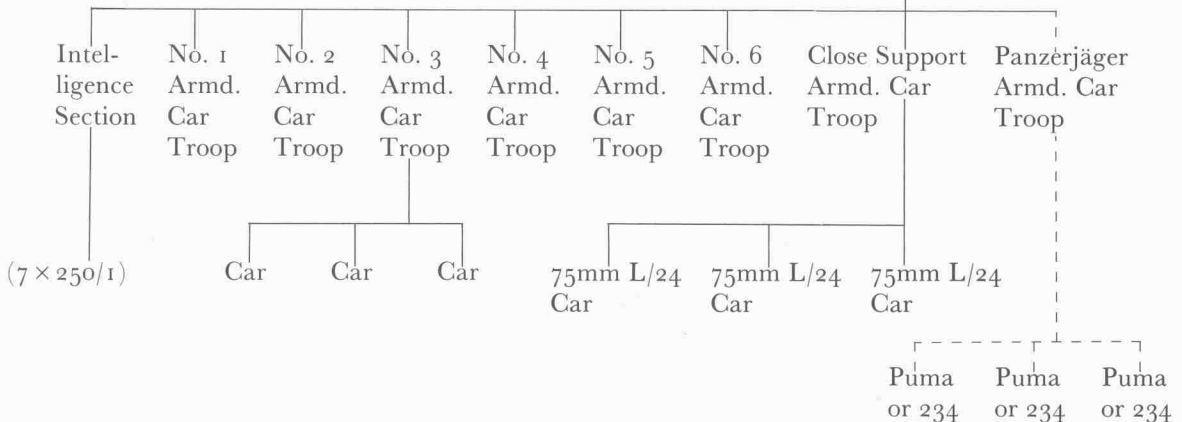 Intel-
ligence
Section
No. 1
Armd.
Car
Troop
No. 2
Armd.
Car
Troop
No. 3
Armd.
Car
Troop
No. 4
Armd.
Car
Troop
No. 5
Armd.
Car
Troop
No. 6
Armd.
Car
Troop
Close Support
Armd. Car
Troop
Panzerjäger
Armd. Car
Troop
(7 × 250/1)
Car
Car
Car
75mm L/24
Car
75mm L/24
Car
75mm L/24
Car
Puma
or 234
Puma
or 234
Puma
or 234